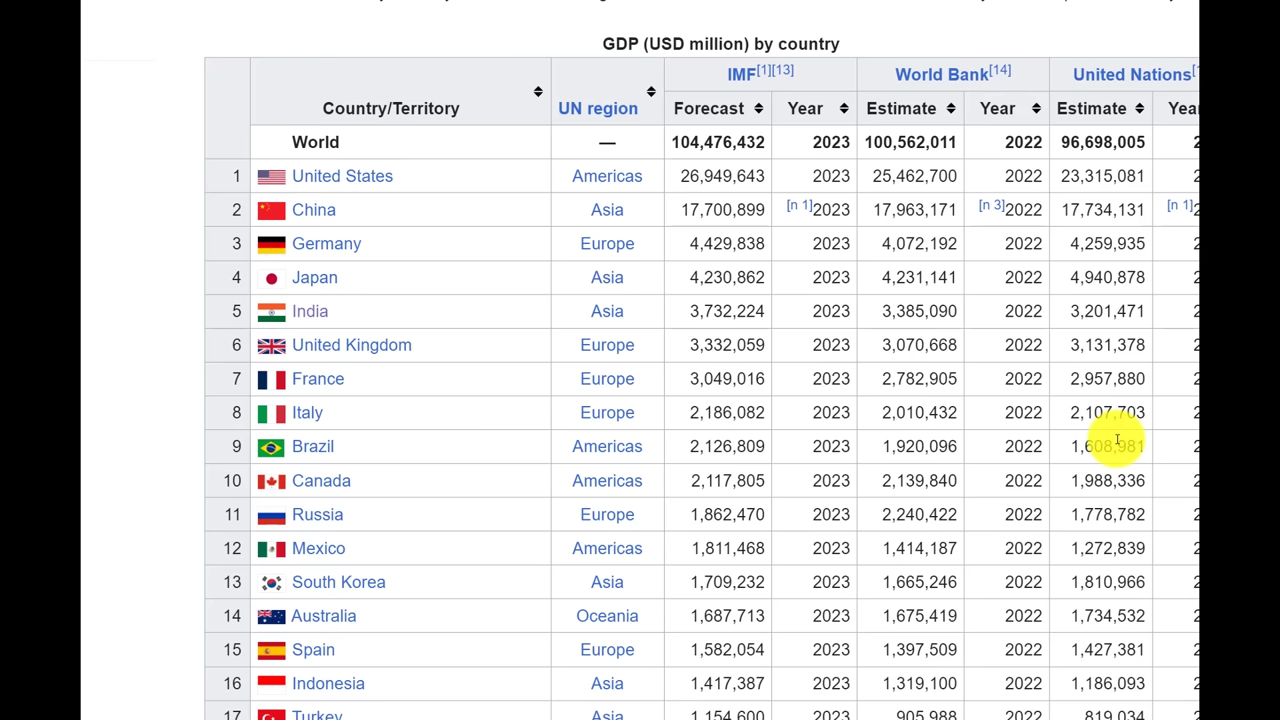 GDP (USD million) by country
Country/Territory UN region IMF[1][13] World Bank[14] United Nations
Forecast Year Estimate Year Estimate
World — 104,476,432 2023 100,562,011 2022 96,698,005
1 United States Americas 26,949,643 2023 25,462,700 2022 23,315,081
2 China Asia 17,700,899 [n 1]2023 17,963,171 [n 3]2022 17,734,131 [n 1]
3 Germany Europe 4,429,838 2023 4,072,192 2022 4,259,935
4 Japan Asia 4,230,862 2023 4,231,141 2022 4,940,878
5 India Asia 3,732,224 2023 3,385,090 2022 3,201,471
6 United Kingdom Europe 3,332,059 2023 3,070,668 2022 3,131,378
7 France Europe 3,049,016 2023 2,782,905 2022 2,957,880
8 Italy Europe 2,186,082 2023 2,010,432 2022 2,107,703
9 Brazil Americas 2,126,809 2023 1,920,096 2022 1,608,981
10 Canada Americas 2,117,805 2023 2,139,840 2022 1,988,336
11 Russia Europe 1,862,470 2023 2,240,422 2022 1,778,782
12 Mexico Americas 1,811,468 2023 1,414,187 2022 1,272,839
13 South Korea Asia 1,709,232 2023 1,665,246 2022 1,810,966
14 Australia Oceania 1,687,713 2023 1,675,419 2022 1,734,532
15 Spain Europe 1,582,054 2023 1,397,509 2022 1,427,381
16 Indonesia Asia 1,417,387 2023 1,319,100 2022 1,186,093
17 Turkey Asia 1,154,600 2023 905,988 2022 819,034